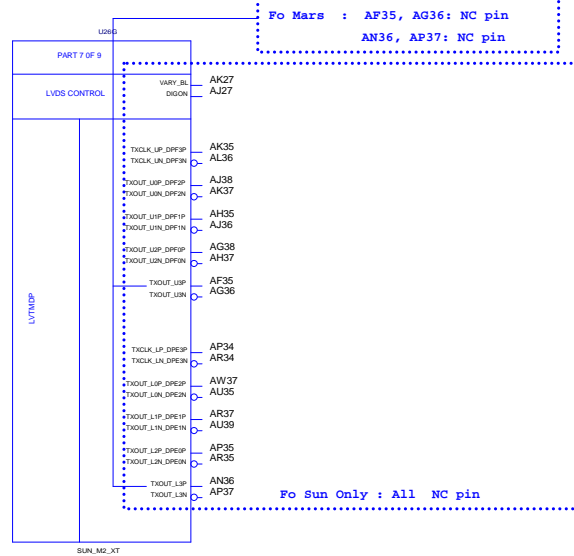 Fo Mars : AF35, AG36: NC pin
AN36, AP37: NC pin
U26G
PART 7 0F 9
LVDS CONTROL
VARY_BL AK27
DIGON AJ27
TXCLK_UP_DPF3P AK35
TXCLK_UN_DPF3N AL36
TXOUT_U0P_DPF2P AJ38
TXOUT_U0N_DPF2N AK37
TXOUT_U1P_DPF1P AH35
TXOUT_U1N_DPF1N AJ36
TXOUT_U2P_DPF0P AG38
TXOUT_U2N_DPF0N AH37
TXOUT_U3P AF35
TXOUT_U3N AG36
LVTMDP
TXCLK_LP_DPE3P AP34
TXCLK_LN_DPE3N AR34
TXOUT_L0P_DPE2P AW37
TXOUT_L0N_DPE2N AU35
TXOUT_L1P_DPE1P AR37
TXOUT_L1N_DPE1N AU39
TXOUT_L2P_DPE0P AP35
TXOUT_L2N_DPE0N AR35
TXOUT_L3P AN36
TXOUT_L3N AP37
Fo Sun Only : All NC pin
SUN_M2_XT